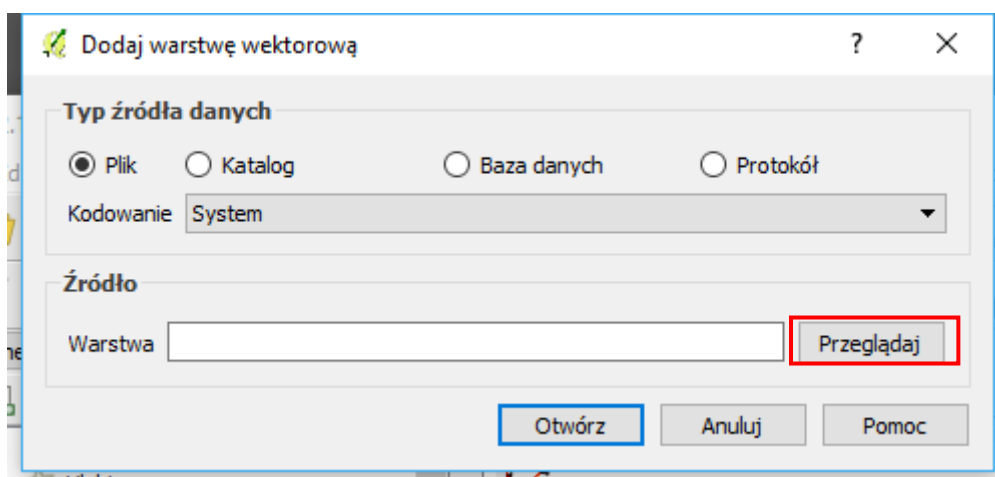 Dodaj warstwę wektorową ?
Typ źródła danych
Plik Katalog Baza danych Protokół
Kodowanie System
Źródło
Warstwa Przeglądaj
Otwórz Anuluj Pomoc